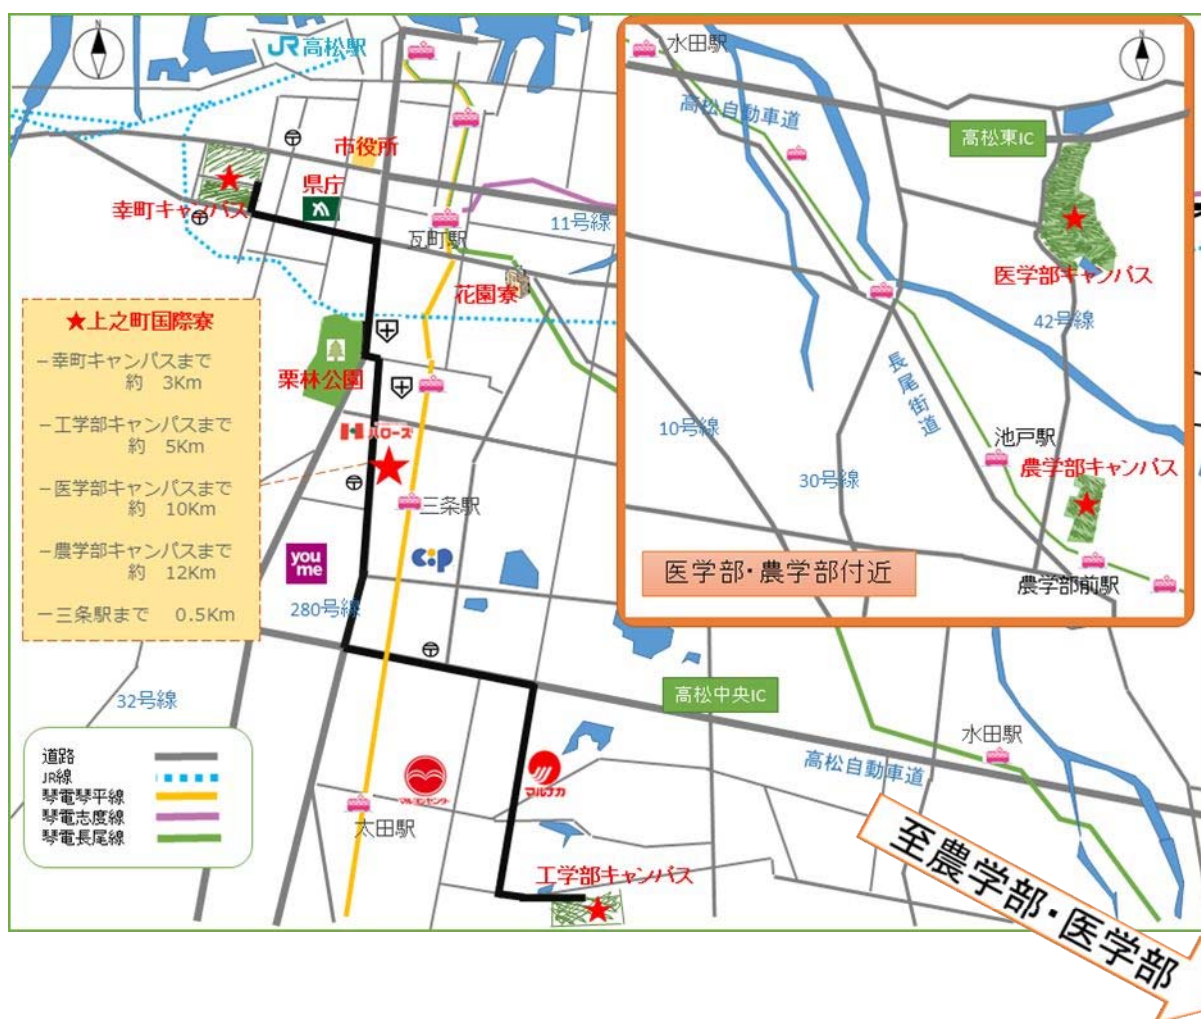 N
JR高松駅
市役所
県庁
幸町キャンパス
瓦町駅
11号線
花園寮
★上之町国際寮
－幸町キャンパスまで
約 3Km
－工学部キャンパスまで
約 5Km
－医学部キャンパスまで
約 10Km
－農学部キャンパスまで
約 12Km
－三条駅まで 0.5Km
栗林公園
ハローズ
三条駅
you
me
280号線
32号線
道路
JR線
琴電琴平線
琴電志度線
琴電長尾線
太田駅
マルヨシセンター
マルナカ
工学部キャンパス
高松中央IC
高松自動車道
水田駅
至農学部・医学部
N
水田駅
高松自動車道
高松東IC
医学部キャンパス
42号線
長尾街道
10号線
30号線
池戸駅
農学部キャンパス
農学部前駅
医学部・農学部付近